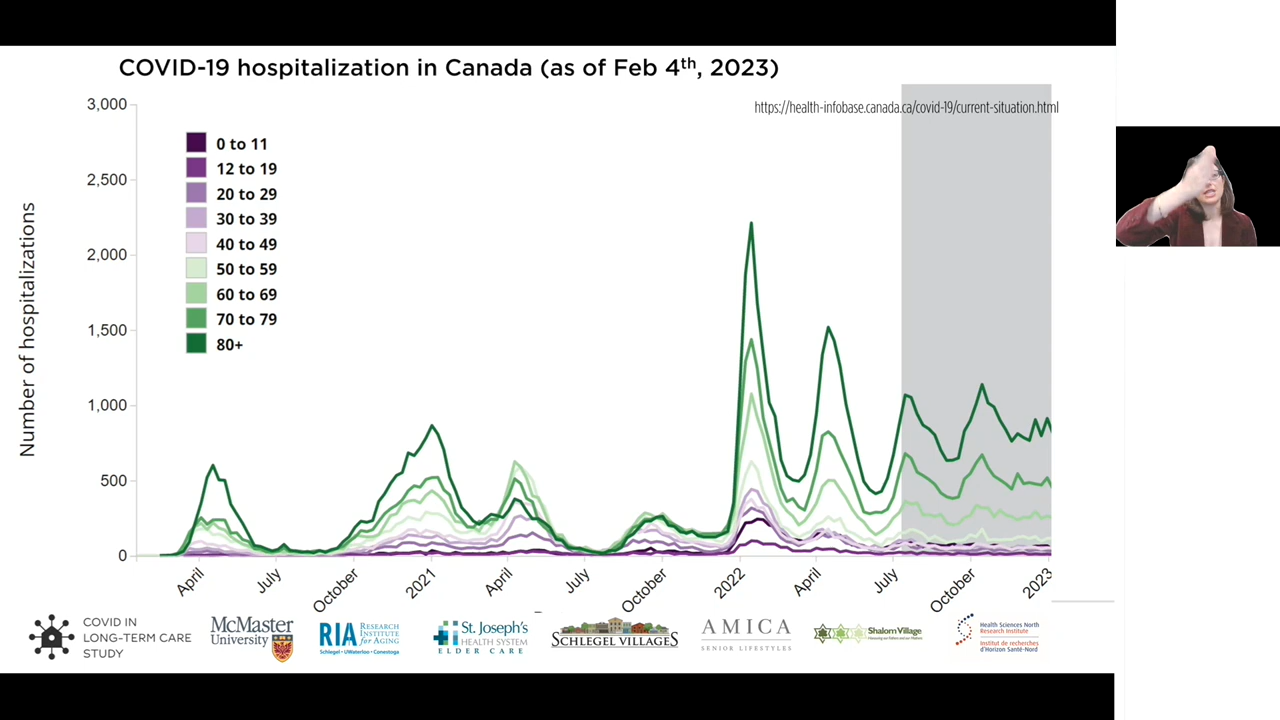 COVID-19 hospitalization in Canada (as of Feb 4th, 2023)
https://health-infobase.canada.ca/covid-19/current-situation.html
Number of hospitalizations
3,000
2,500
2,000
1,500
1,000
500
0
0 to 11
12 to 19
20 to 29
30 to 39
40 to 49
50 to 59
60 to 69
70 to 79
80+
April
July
October
2021
April
July
October
2022
April
July
October
2023
COVID IN
LONG-TERM CARE
STUDY
McMaster
University
RIA
RESEARCH
INSTITUTE
for AGING
Schlegel • UWaterloo • Conestoga
St. Joseph's
HEALTH SYSTEM
ELDER CARE
SCHLEGEL VILLAGES
AMICA
SENIOR LIFESTYLES
Shalom Village
Health Sciences North
Research Institute
Institut de recherches
d'Horizon Santé-Nord